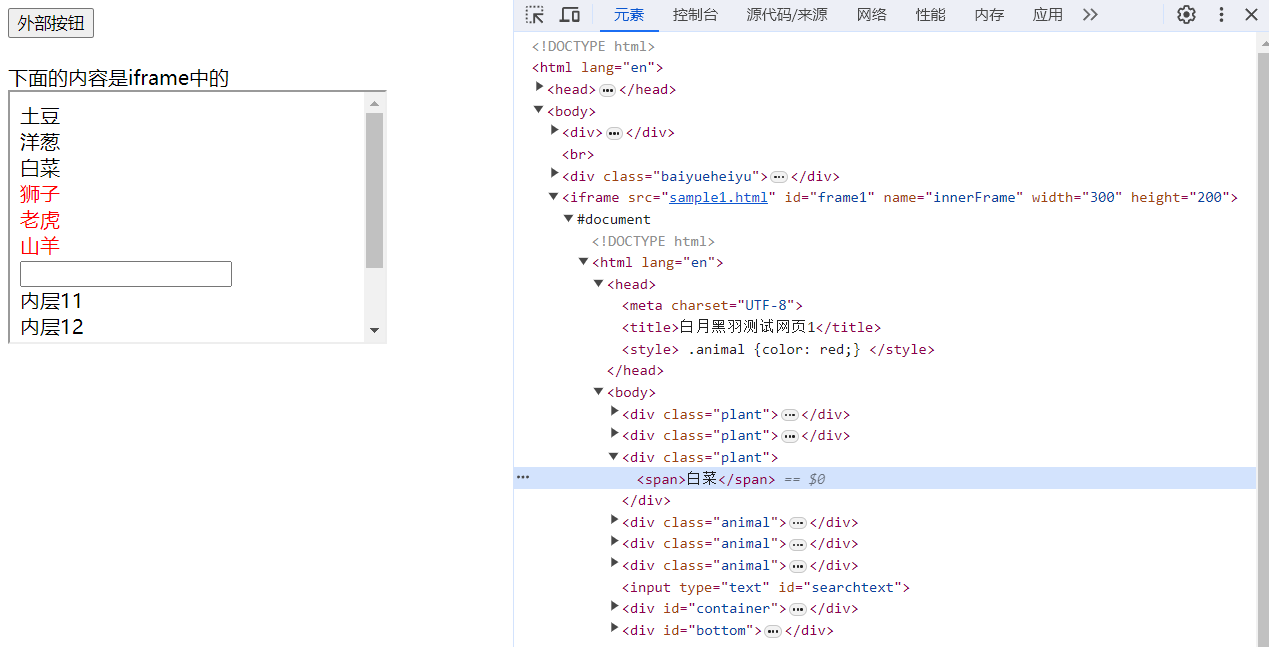 外部按钮
下面的内容是iframe中的
土豆
洋葱
白菜
狮子
老虎
山羊
内层11
内层12
元素 控制台 源代码/来源 网络 性能 内存 应用
<!DOCTYPE html>
<html lang="en">
<head> ••• </head>
<body>
<div> ••• </div>
<br>
<div class="baiyueheiyu"> ••• </div>
<iframe src="sample1.html" id="frame1" name="innerFrame" width="300" height="200">
#document
<!DOCTYPE html>
<html lang="en">
<head>
<meta charset="UTF-8">
<title>白月黑羽测试网页1</title>
<style> .animal {color: red;} </style>
</head>
<body>
<div class="plant"> ••• </div>
<div class="plant"> ••• </div>
<div class="plant">
<span>白菜</span> == $0
</div>
<div class="animal"> ••• </div>
<div class="animal"> ••• </div>
<div class="animal"> ••• </div>
<input type="text" id="searchtext">
<div id="container"> ••• </div>
<div id="bottom"> ••• </div>